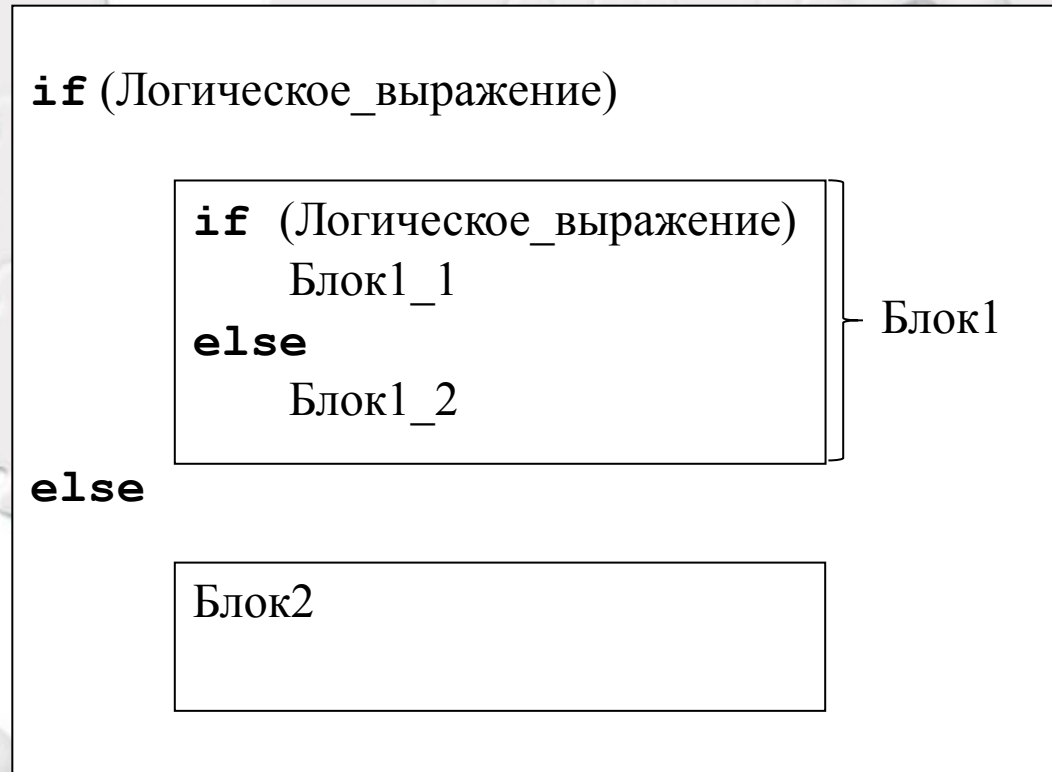 if (Логическое_выражение)
if (Логическое_выражение)
Блок1_1
else
Блок1_2
Блок1
else
Блок2